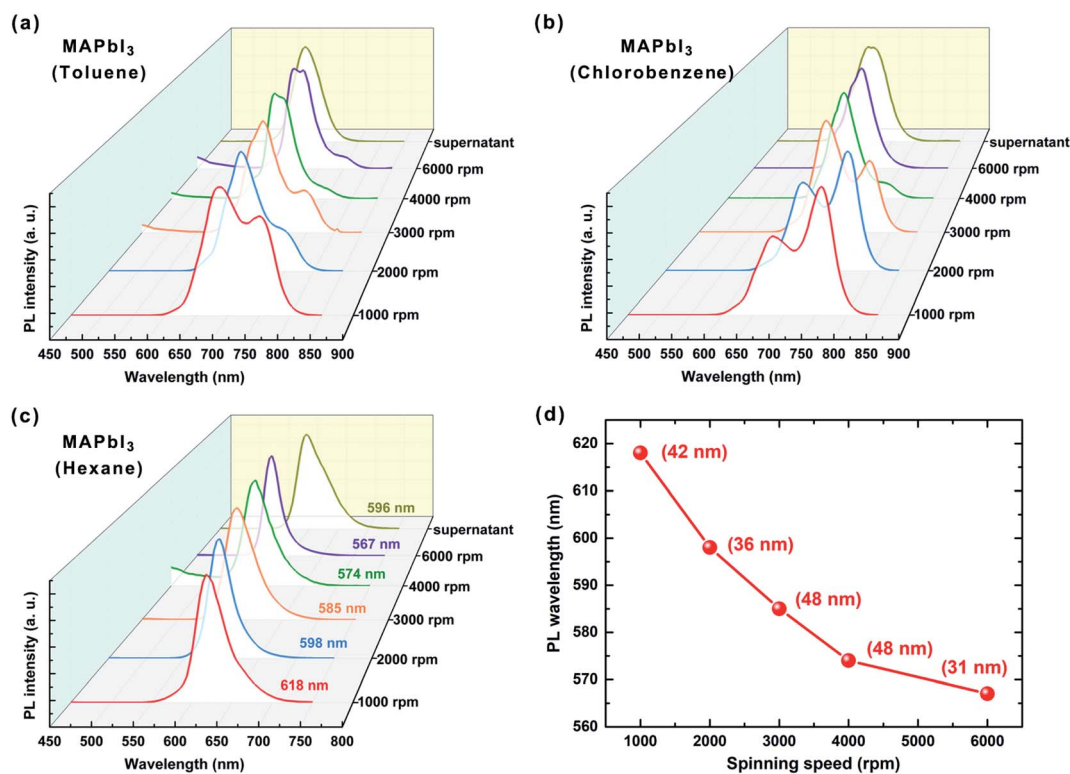 (a)
MAPbI3
(Toluene)
supernatant
6000 rpm
4000 rpm
3000 rpm
2000 rpm
1000 rpm
PL intensity (a. u.)
450 500 550 600 650 700 750 800 850 900
Wavelength (nm)
(b)
MAPbI3
(Chlorobenzene)
supernatant
6000 rpm
4000 rpm
3000 rpm
2000 rpm
1000 rpm
PL intensity (a. u.)
450 500 550 600 650 700 750 800 850 900
Wavelength (nm)
(c)
MAPbI3
(Hexane)
596 nm
supernatant
567 nm
6000 rpm
574 nm
4000 rpm
585 nm
3000 rpm
598 nm
2000 rpm
618 nm
1000 rpm
PL intensity (a. u.)
450 500 550 600 650 700 750 800
Wavelength (nm)
(d)
620
610
600
590
580
570
560
PL wavelength (nm)
(42 nm)
(36 nm)
(48 nm)
(48 nm)
(31 nm)
1000 2000 3000 4000 5000 6000
Spinning speed (rpm)